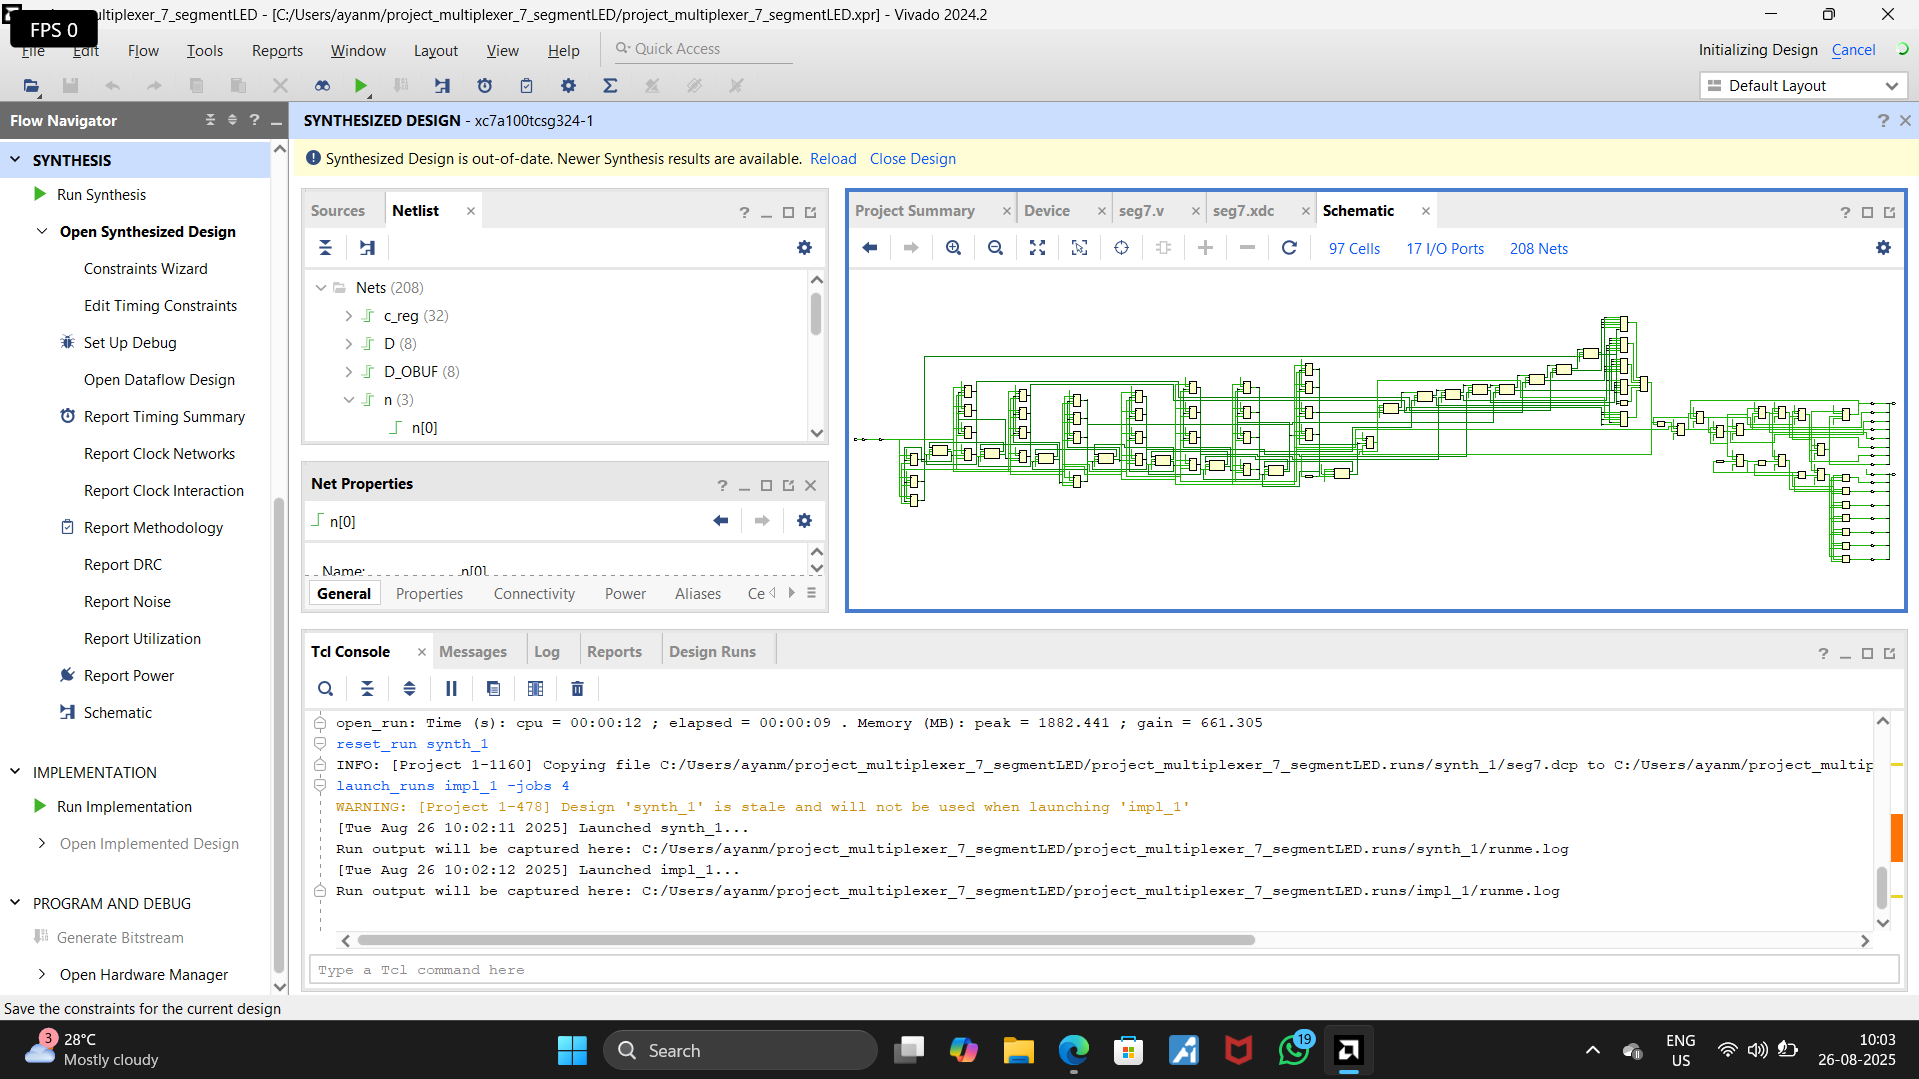 multiplexer_7_segmentLED - [C:/Users/ayanm/project_multiplexer_7_segmentLED/project_multiplexer_7_segmentLED.xpr] - Vivado 2024.2
FPS 0
File Edit Flow Tools Reports Window Layout View Help Quick Access
Initializing Design Cancel
Default Layout
Flow Navigator
SYNTHESIS
Run Synthesis
Open Synthesized Design
Constraints Wizard
Edit Timing Constraints
Set Up Debug
Open Dataflow Design
Report Timing Summary
Report Clock Networks
Report Clock Interaction
Report Methodology
Report DRC
Report Noise
Report Utilization
Report Power
Schematic
IMPLEMENTATION
Run Implementation
Open Implemented Design
PROGRAM AND DEBUG
Generate Bitstream
Open Hardware Manager
SYNTHESIZED DESIGN - xc7a100tcsg324-1
Synthesized Design is out-of-date. Newer Synthesis results are available. Reload Close Design
Sources Netlist
Nets (208)
c_reg (32)
D (8)
D_OBUF (8)
n (3)
n[0]
Net Properties
n[0]
Name: n[0]
General Properties Connectivity Power Aliases Ce
Project Summary Device seg7.v seg7.xdc Schematic
97 Cells 17 I/O Ports 208 Nets
Tcl Console Messages Log Reports Design Runs
open_run: Time (s): cpu = 00:00:12 ; elapsed = 00:00:09 . Memory (MB): peak = 1882.441 ; gain = 661.305
reset_run synth_1
INFO: [Project 1-1160] Copying file C:/Users/ayanm/project_multiplexer_7_segmentLED/project_multiplexer_7_segmentLED.runs/synth_1/seg7.dcp to C:/Users/ayanm/project_multip
launch_runs impl_1 -jobs 4
WARNING: [Project 1-478] Design 'synth_1' is stale and will not be used when launching 'impl_1'
[Tue Aug 26 10:02:11 2025] Launched synth_1...
Run output will be captured here: C:/Users/ayanm/project_multiplexer_7_segmentLED/project_multiplexer_7_segmentLED.runs/synth_1/runme.log
[Tue Aug 26 10:02:12 2025] Launched impl_1...
Run output will be captured here: C:/Users/ayanm/project_multiplexer_7_segmentLED/project_multiplexer_7_segmentLED.runs/impl_1/runme.log
Type a Tcl command here
Save the constraints for the current design
3
28°C
Mostly cloudy
Search
19
ENG
US
10:03
26-08-2025